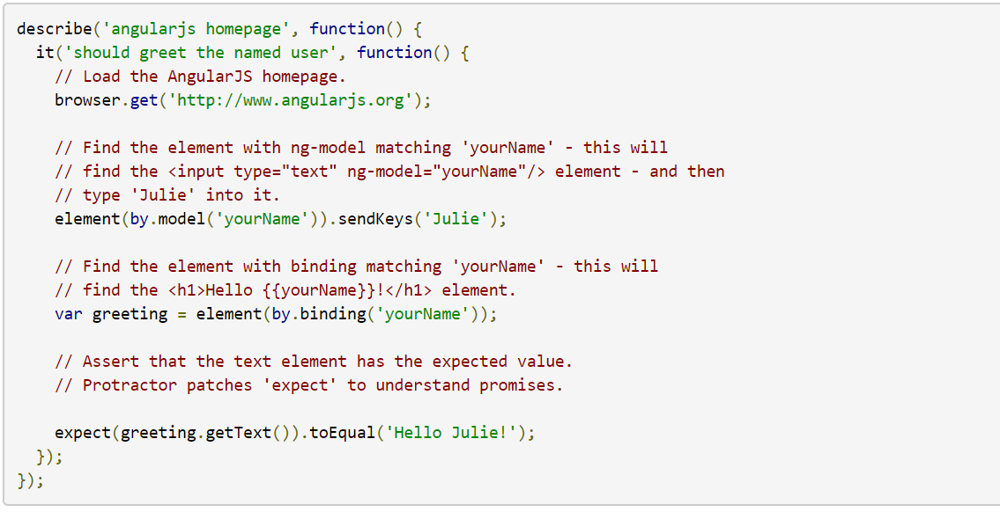 describe('angularjs homepage', function() {
  it('should greet the named user', function() {
    // Load the AngularJS homepage.
    browser.get('http://www.angularjs.org');

    // Find the element with ng-model matching 'yourName' - this will
    // find the <input type="text" ng-model="yourName"/> element - and then
    // type 'Julie' into it.
    element(by.model('yourName')).sendKeys('Julie');

    // Find the element with binding matching 'yourName' - this will
    // find the <h1>Hello {{yourName}}!</h1> element.
    var greeting = element(by.binding('yourName'));

    // Assert that the text element has the expected value.
    // Protractor patches 'expect' to understand promises.

    expect(greeting.getText()).toEqual('Hello Julie!');
  });
});